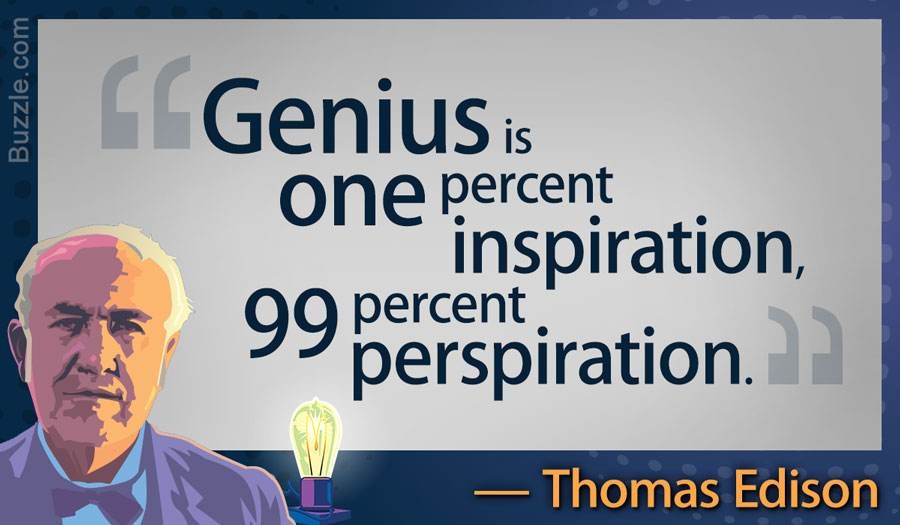 Buzzle.com
“Genius is
one percent
inspiration,
99 percent
perspiration.”
— Thomas Edison